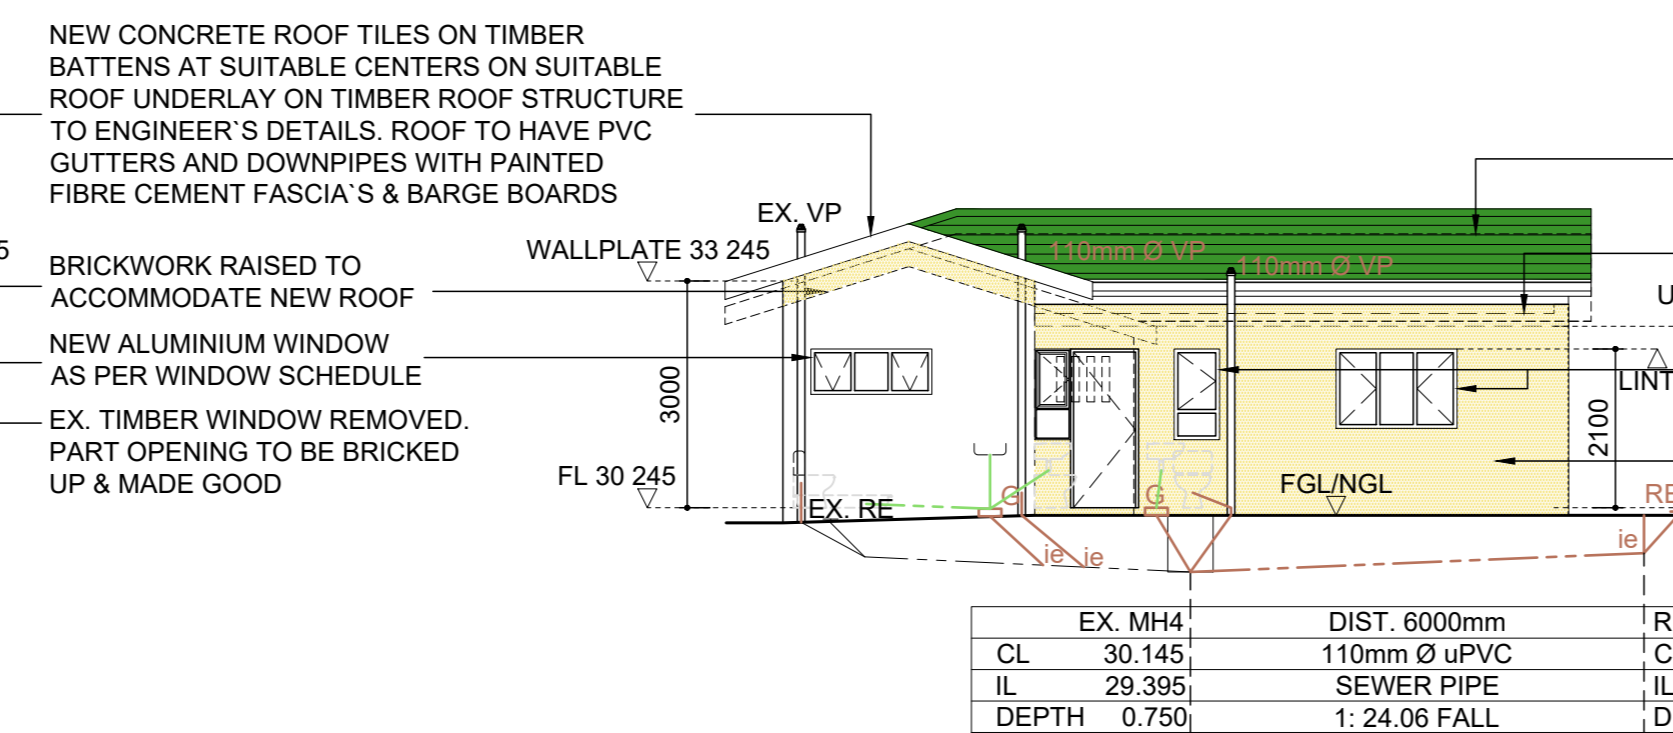 NEW CONCRETE ROOF TILES ON TIMBER
BATTENS AT SUITABLE CENTERS ON SUITABLE
ROOF UNDERLAY ON TIMBER ROOF STRUCTURE
TO ENGINEER`S DETAILS. ROOF TO HAVE PVC
GUTTERS AND DOWNPIPES WITH PAINTED
FIBRE CEMENT FASCIA`S & BARGE BOARDS
EX. VP
WALLPLATE 33 245
5
110mm Ø VP
110mm Ø VP
BRICKWORK RAISED TO
ACCOMMODATE NEW ROOF
U
NEW ALUMINIUM WINDOW
AS PER WINDOW SCHEDULE
3000
LINT
2100
EX. TIMBER WINDOW REMOVED.
PART OPENING TO BE BRICKED
UP & MADE GOOD
FL 30 245
FGL/NGL
EX. RE
G
G
RE
ie
ie
ie
EX. MH4
DIST. 6000mm
R
CL 30.145
110mm Ø uPVC
C
IL 29.395
SEWER PIPE
IL
DEPTH 0.750
1: 24.06 FALL
D